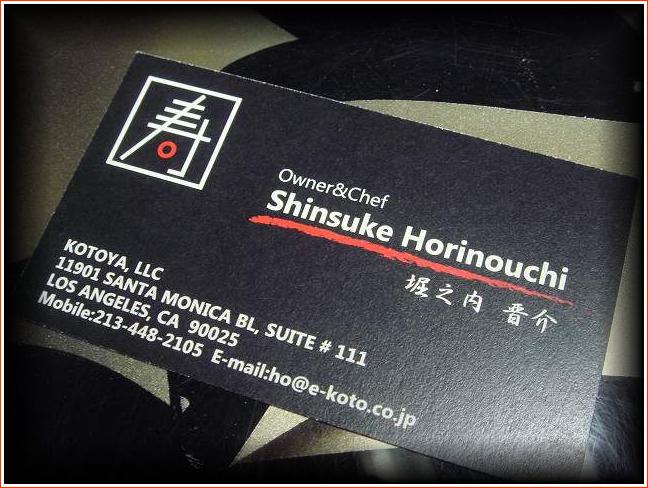 寿
Owner&Chef
Shinsuke Horinouchi
堀之内 晋介
KOTOYA, LLC
11901 SANTA MONICA BL, SUITE # 111
LOS ANGELES, CA 90025
Mobile:213-448-2105 E-mail:ho@e-koto.co.jp